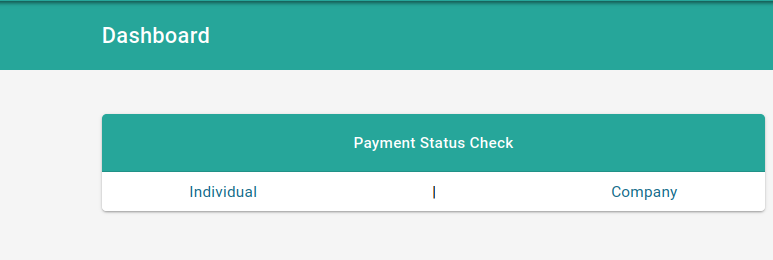 Dashboard
Payment Status Check
Individual | Company